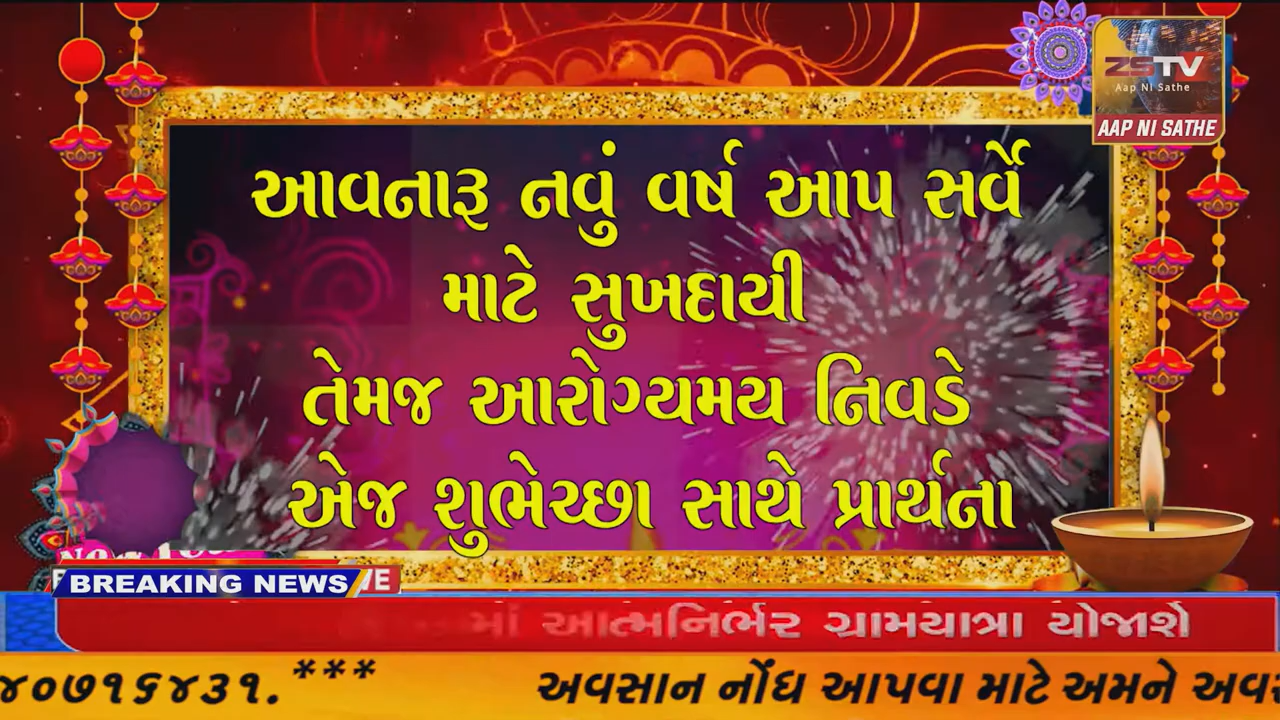 ZSTV
Aap Ni Sathe
AAP NI SATHE
આવનારૂ નવું વર્ષ આપ સર્વે
માટે સુખદાયી
તેમજ આરોગ્યમય નિવડે
એજ શુભેચ્છા સાથે પ્રાર્થના
BREAKING NEWS
માં આત્મનિર્ભર ગ્રામયાત્રા યોજાશે
૪૦૭૧૬૪૩૧.*** અવસાન નોંધ આપવા માટે અમને